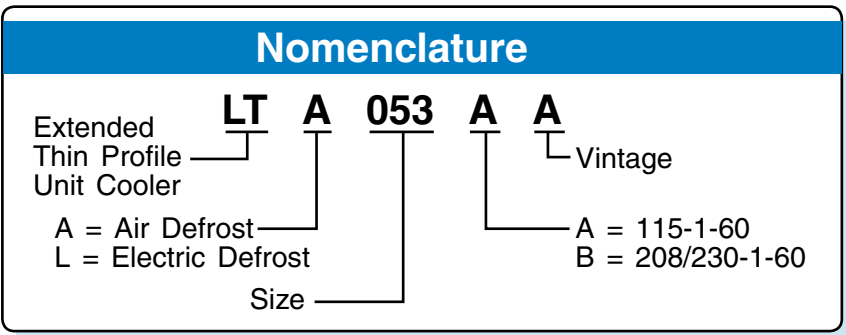 Nomenclature
LT A 053 A A
Extended
Thin Profile
Unit Cooler
Vintage
A = Air Defrost
L = Electric Defrost
A = 115-1-60
B = 208/230-1-60
Size